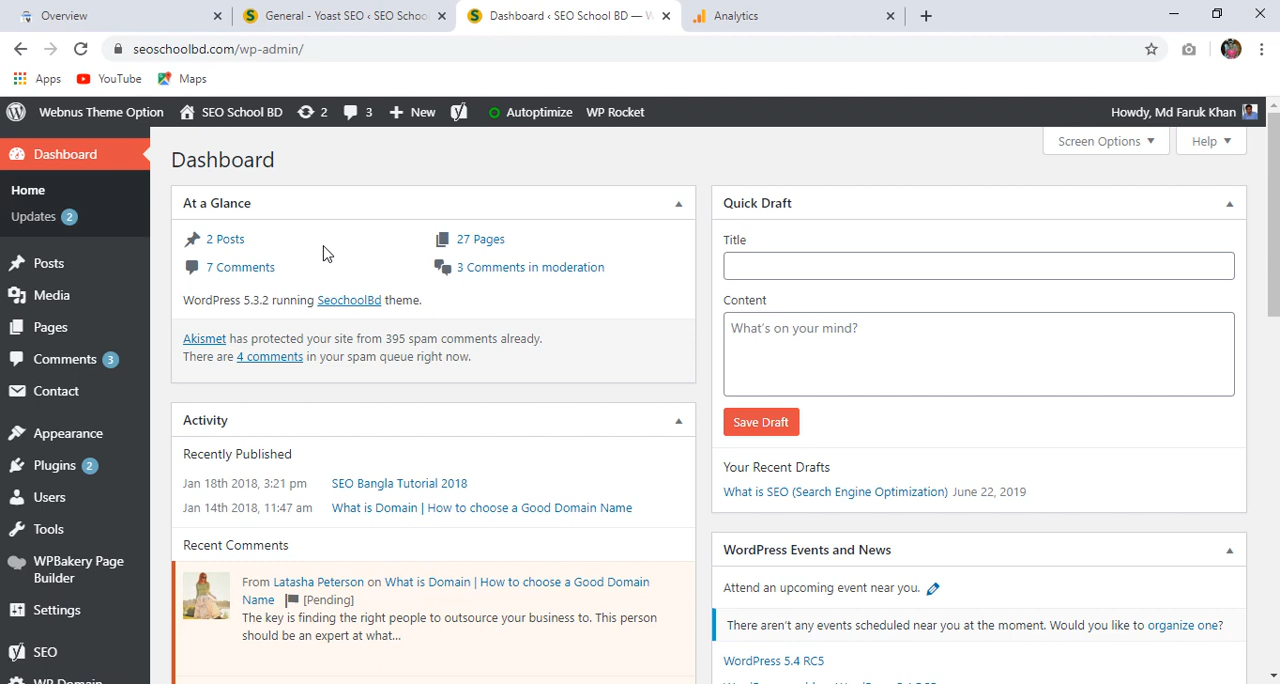 Overview
General - Yoast SEO ‹ SEO Schoo
Dashboard ‹ SEO School BD — W
Analytics
seoschoolbd.com/wp-admin/
Apps YouTube Maps
Webnus Theme Option SEO School BD 2 3 New Autoptimize WP Rocket Howdy, Md Faruk Khan
Screen Options Help
Dashboard
Home
Updates 2
Posts
Media
Pages
Comments 3
Contact
Appearance
Plugins 2
Users
Tools
WPBakery Page
Builder
Settings
SEO
WP Domain
Dashboard
At a Glance
2 Posts 27 Pages
7 Comments 3 Comments in moderation
WordPress 5.3.2 running SeochoolBd theme.
Akismet has protected your site from 395 spam comments already.
There are 4 comments in your spam queue right now.
Activity
Recently Published
Jan 18th 2018, 3:21 pm SEO Bangla Tutorial 2018
Jan 14th 2018, 11:47 am What is Domain | How to choose a Good Domain Name
Recent Comments
From Latasha Peterson on What is Domain | How to choose a Good Domain
Name [Pending]
The key is finding the right people to outsource your business to. This person
should be an expert at what...
Quick Draft
Title
Content
What's on your mind?
Save Draft
Your Recent Drafts
What is SEO (Search Engine Optimization) June 22, 2019
WordPress Events and News
Attend an upcoming event near you.
There aren't any events scheduled near you at the moment. Would you like to organize one?
WordPress 5.4 RC5